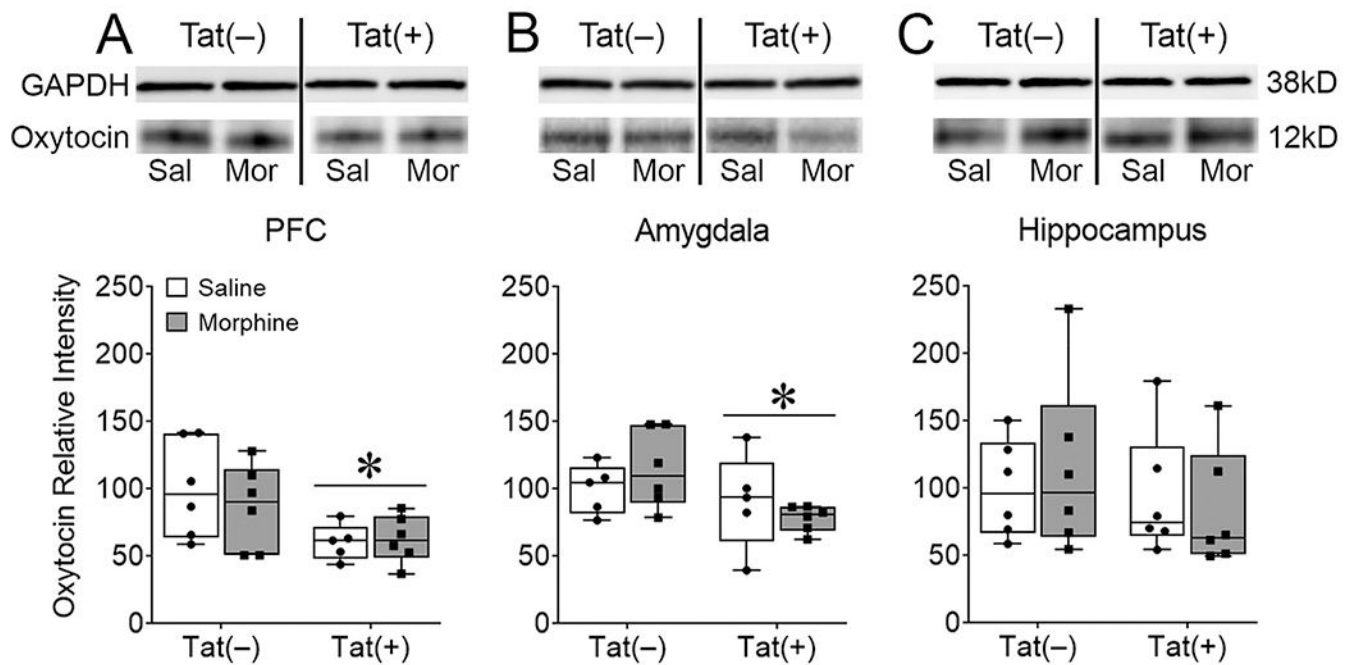 A Tat(–) Tat(+) B Tat(–) Tat(+) C Tat(–) Tat(+)
GAPDH 38kD
Oxytocin 12kD
Sal Mor Sal Mor Sal Mor Sal Mor Sal Mor Sal Mor
PFC Amygdala Hippocampus
Oxytocin Relative Intensity
250
200
150
100
50
0
Saline
Morphine
*
Tat(–) Tat(+)
250
200
150
100
50
0
*
Tat(–) Tat(+)
250
200
150
100
50
0
Tat(–) Tat(+)